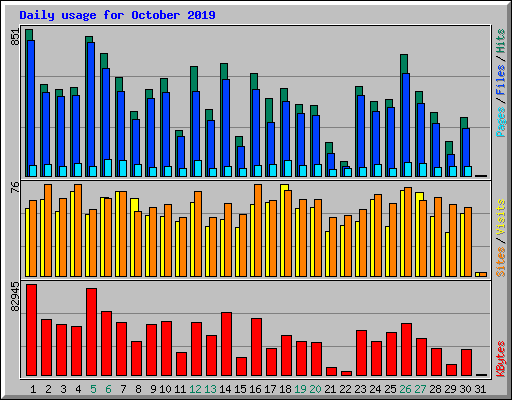 Daily usage for October 2019
851
Pages / Files / Hits
76
Sites / Visits
82945
KBytes
1 2 3 4 5 6 7 8 9 10 11 12 13 14 15 16 17 18 19 20 21 22 23 24 25 26 27 28 29 30 31